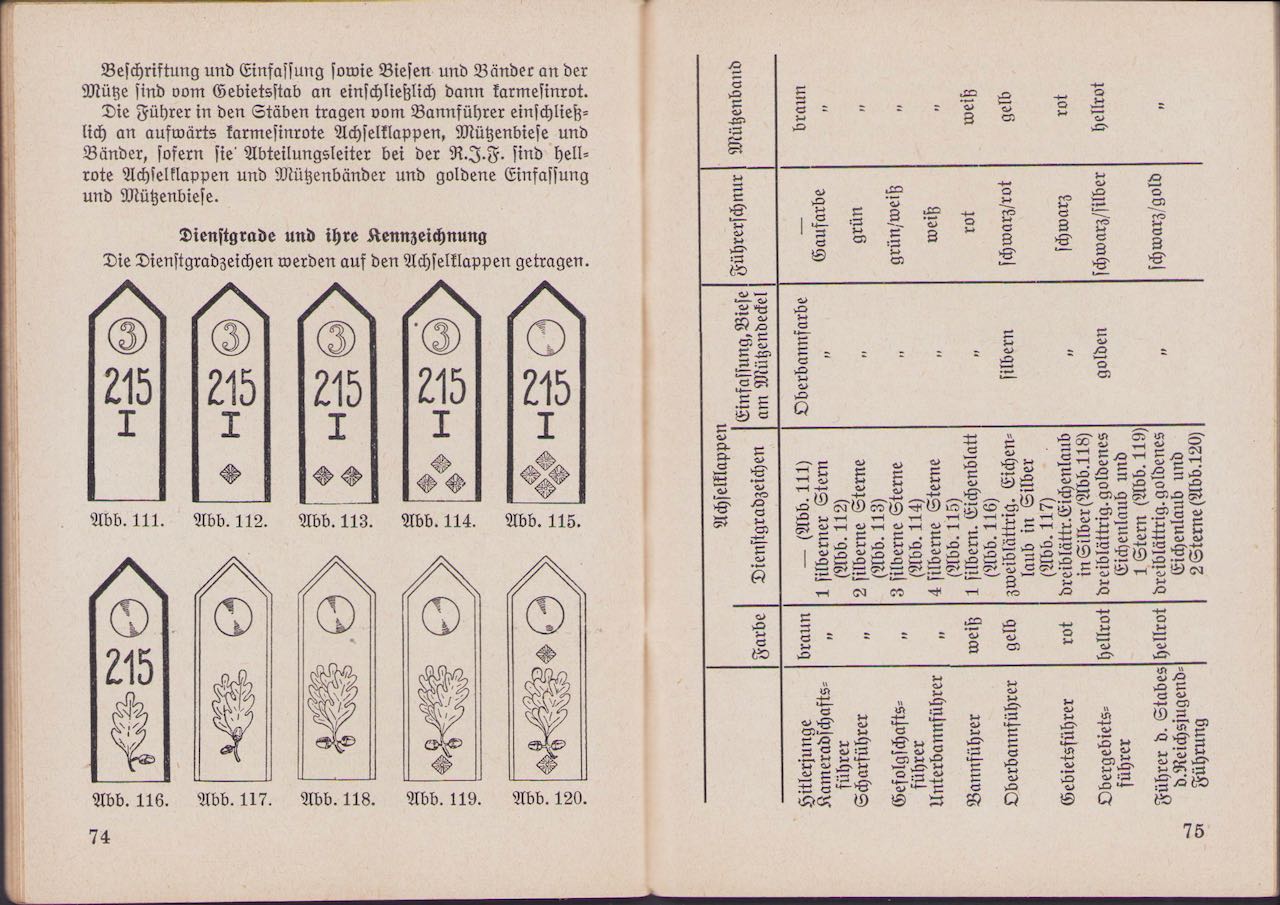 Beschriftung und Einfassung sowie Biesen und Bänder an der
Mütze sind vom Gebietsstab an einschließlich dann karmesinrot.
Die Führer in den Stäben tragen vom Bannführer einschließ-
lich an aufwärts karmesinrote Achselklappen, Mützenbiese und
Bänder, sofern sie Abteilungsleiter bei der R.J.F. sind hell-
rote Achselklappen und Mützenbänder und goldene Einfassung
und Mützenbiese.
Dienstgrade und ihre Kennzeichnung
Die Dienstgradzeichen werden auf den Achselklappen getragen.
3 3 3 3
215 215 215 215 215
I I I I I
Abb. 111. Abb. 112. Abb. 113. Abb. 114. Abb. 115.
215
Abb. 116. Abb. 117. Abb. 118. Abb. 119. Abb. 120.
74
Achselklappen
Farbe Dienstgradzeichen Einfassung, Biese am Mützendeckel Führerschnur Mützenband
Hitlerjunge braun — (Abb. 111) Oberbannfarbe — braun
Kameradschafts- „ 1 silberner Stern „ Gaufarbe „
führer (Abb. 112)
Scharführer „ 2 silberne Sterne „ grün „
(Abb. 113)
Gefolgschafts- „ 3 silberne Sterne „ grün/weiß „
führer (Abb. 114)
Unterbannführer „ 4 silberne Sterne „ weiß „
(Abb. 115)
Bannführer weiß 1 silbern. Eichenblatt „ rot weiß
(Abb. 116)
Oberbannführer gelb zweiblättrig. Eichen- silbern schwarz/rot gelb
laub in Silber
(Abb. 117)
Gebietsführer rot dreiblättr. Eichenlaub „ schwarz rot
in Silber (Abb. 118)
Obergebiets- hellrot dreiblättrig. goldenes golden schwarz/silber hellrot
führer Eichenlaub und
1 Stern (Abb. 119)
Führer d. Stabes hellrot dreiblättrig. goldenes „ schwarz/gold „
d. Reichsjugend- Eichenlaub und
Führung 2 Sterne (Abb. 120)
75